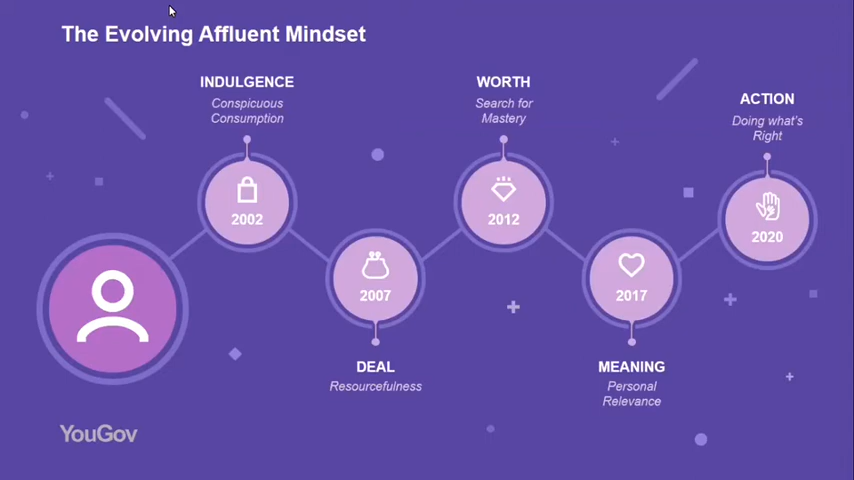 The Evolving Affluent Mindset
INDULGENCE
Conspicuous
Consumption
2002
2007
DEAL
Resourcefulness
WORTH
Search for
Mastery
2012
2017
MEANING
Personal
Relevance
ACTION
Doing what's
Right
2020
YouGov